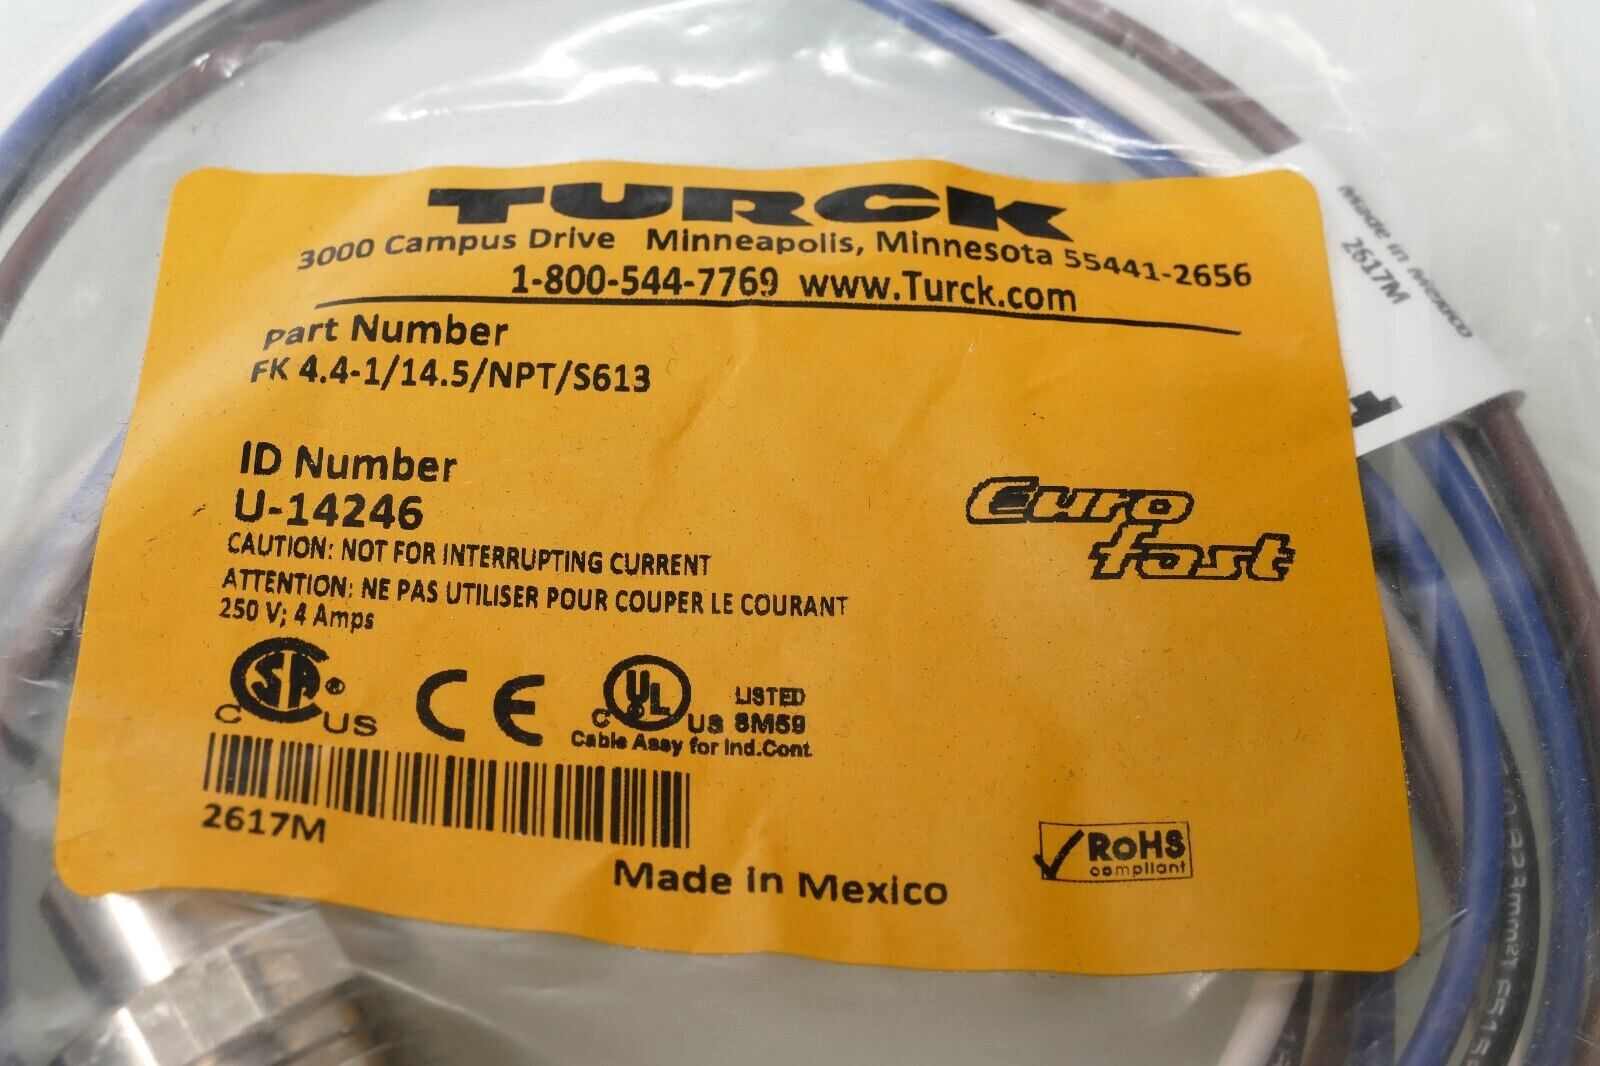 TURCK
3000 Campus Drive Minneapolis, Minnesota 55441-2656
1-800-544-7769 www.Turck.com
Part Number
FK 4.4-1/14.5/NPT/S613
ID Number
U-14246
CAUTION: NOT FOR INTERRUPTING CURRENT
ATTENTION: NE PAS UTILISER POUR COUPER LE COURANT
250 V; 4 Amps
euro
fast
C SA ® US
CE
C UL US LISTED 8M59
Cable Assy for Ind.Cont
2617M
Made in Mexico
RoHS
compliant
Made in Mexico
2617M